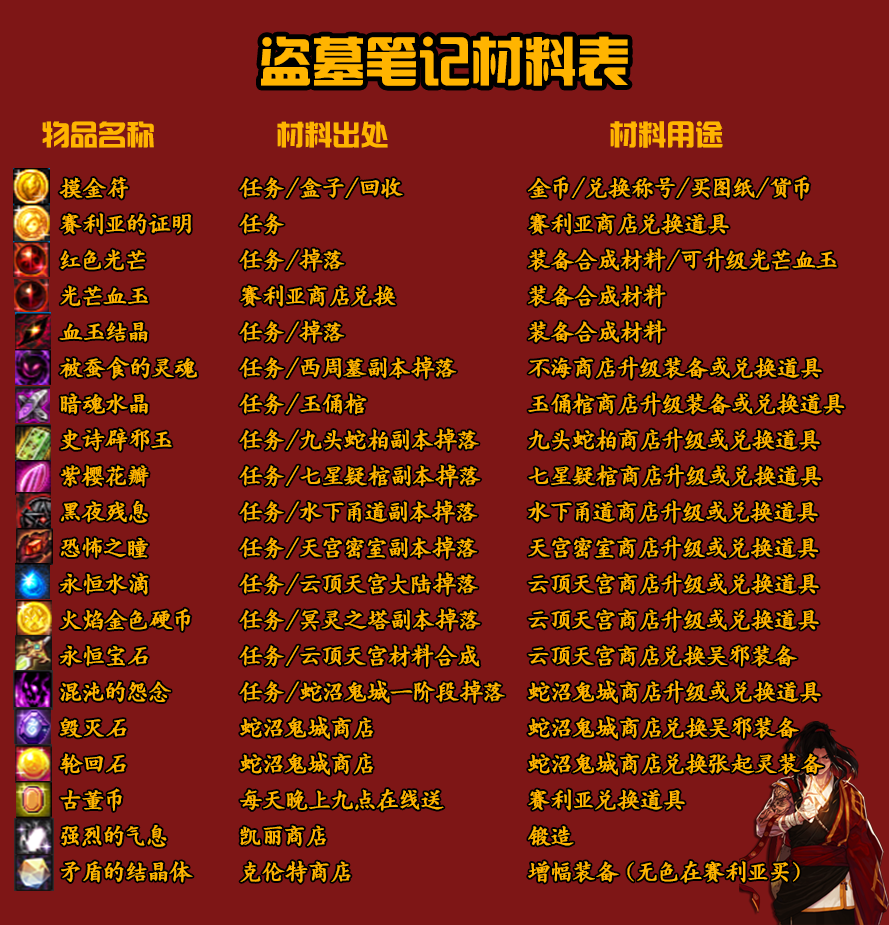 盗墓笔记材料表
物品名称 材料出处 材料用途
摸金符 任务/盒子/回收 金币/兑换称号/买图纸/货币
赛利亚的证明 任务 赛利亚商店兑换道具
红色光芒 任务/掉落 装备合成材料/可升级光芒血玉
光芒血玉 赛利亚商店兑换 装备合成材料
血玉结晶 任务/掉落 装备合成材料
被蚕食的灵魂 任务/西周墓副本掉落 不海商店升级装备或兑换道具
暗魂水晶 任务/玉俑棺 玉俑棺商店升级装备或兑换道具
史诗辟邪玉 任务/九头蛇柏副本掉落 九头蛇柏商店升级或兑换道具
紫樱花瓣 任务/七星疑棺副本掉落 七星疑棺商店升级或兑换道具
黑夜残息 任务/水下甬道副本掉落 水下甬道商店升级或兑换道具
恐怖之瞳 任务/天宫密室副本掉落 天宫密室商店升级或兑换道具
永恒水滴 任务/云顶天宫大陆掉落 云顶天宫商店升级或兑换道具
火焰金色硬币 任务/冥灵之塔副本掉落 云顶天宫商店升级或兑换道具
永恒宝石 任务/云顶天宫材料合成 云顶天宫商店兑换吴邪装备
混沌的怨念 任务/蛇沼鬼城一阶段掉落 蛇沼鬼城商店升级或兑换道具
毁灭石 蛇沼鬼城商店 蛇沼鬼城商店兑换吴邪装备
轮回石 蛇沼鬼城商店 蛇沼鬼城商店兑换张起灵装备
古董币 每天晚上九点在线送 赛利亚兑换道具
强烈的气息 凯丽商店 锻造
矛盾的结晶体 克伦特商店 增幅装备(无色在赛利亚买)